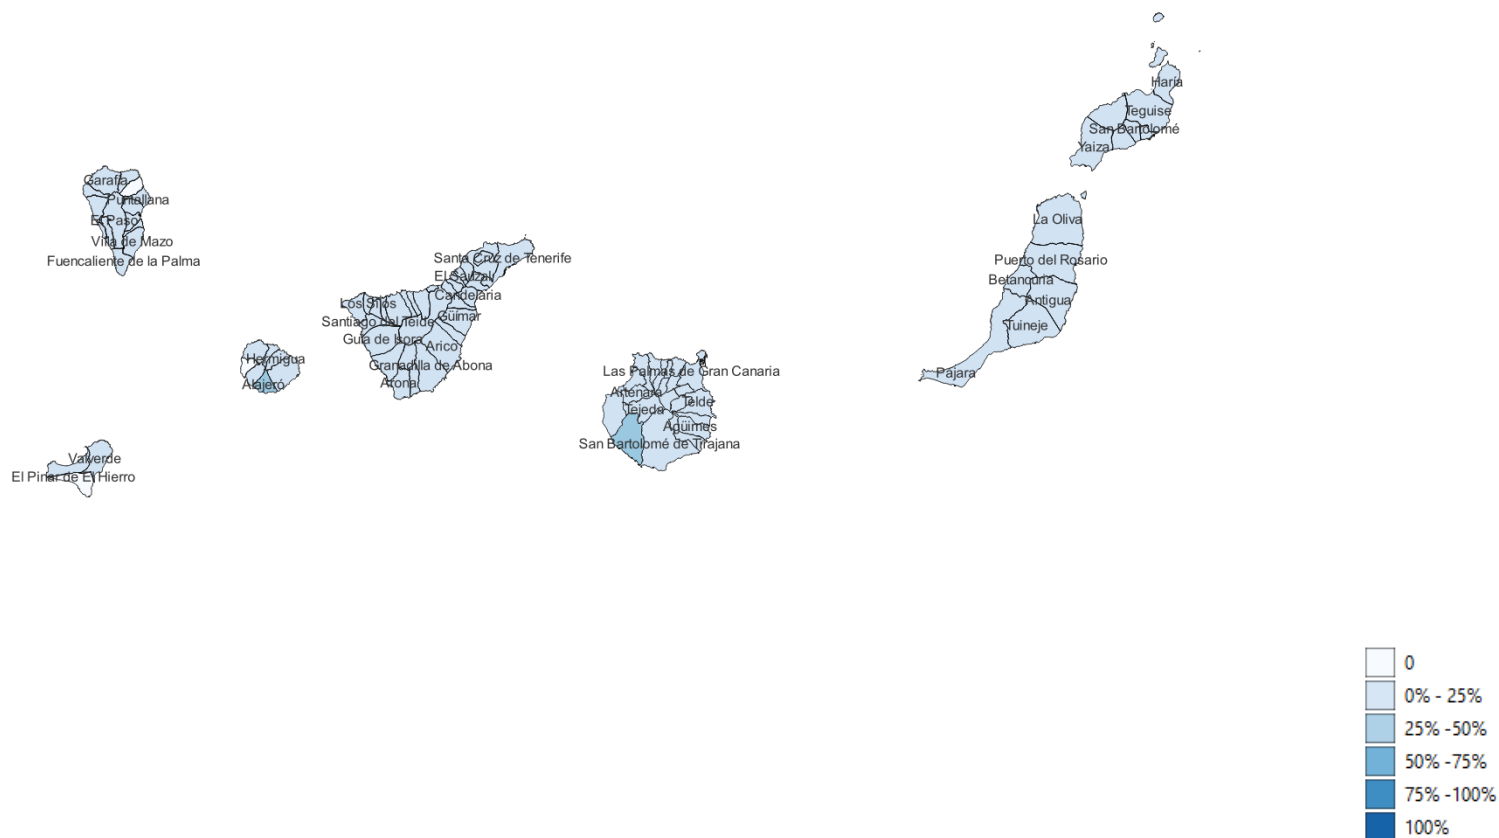 Haría
Teguise
San Bartolomé
Yaiza
Garafía
Puntallana
El Paso
Villa de Mazo
Fuencaliente de la Palma
La Oliva
Puerto del Rosario
Betancuria
Antigua
Tuineje
Pájara
Santa Cruz de Tenerife
El Sauzal
Candelaria
Los Silos
Güímar
Santiago del Teide
Guía de Isora
Arico
Granadilla de Abona
Arona
Hermigua
Alajeró
Las Palmas de Gran Canaria
Artenara
Telde
Tejeda
Agüimes
San Bartolomé de Tirajana
Valverde
El Pinar de El Hierro
0
0% - 25%
25% -50%
50% -75%
75% -100%
100%